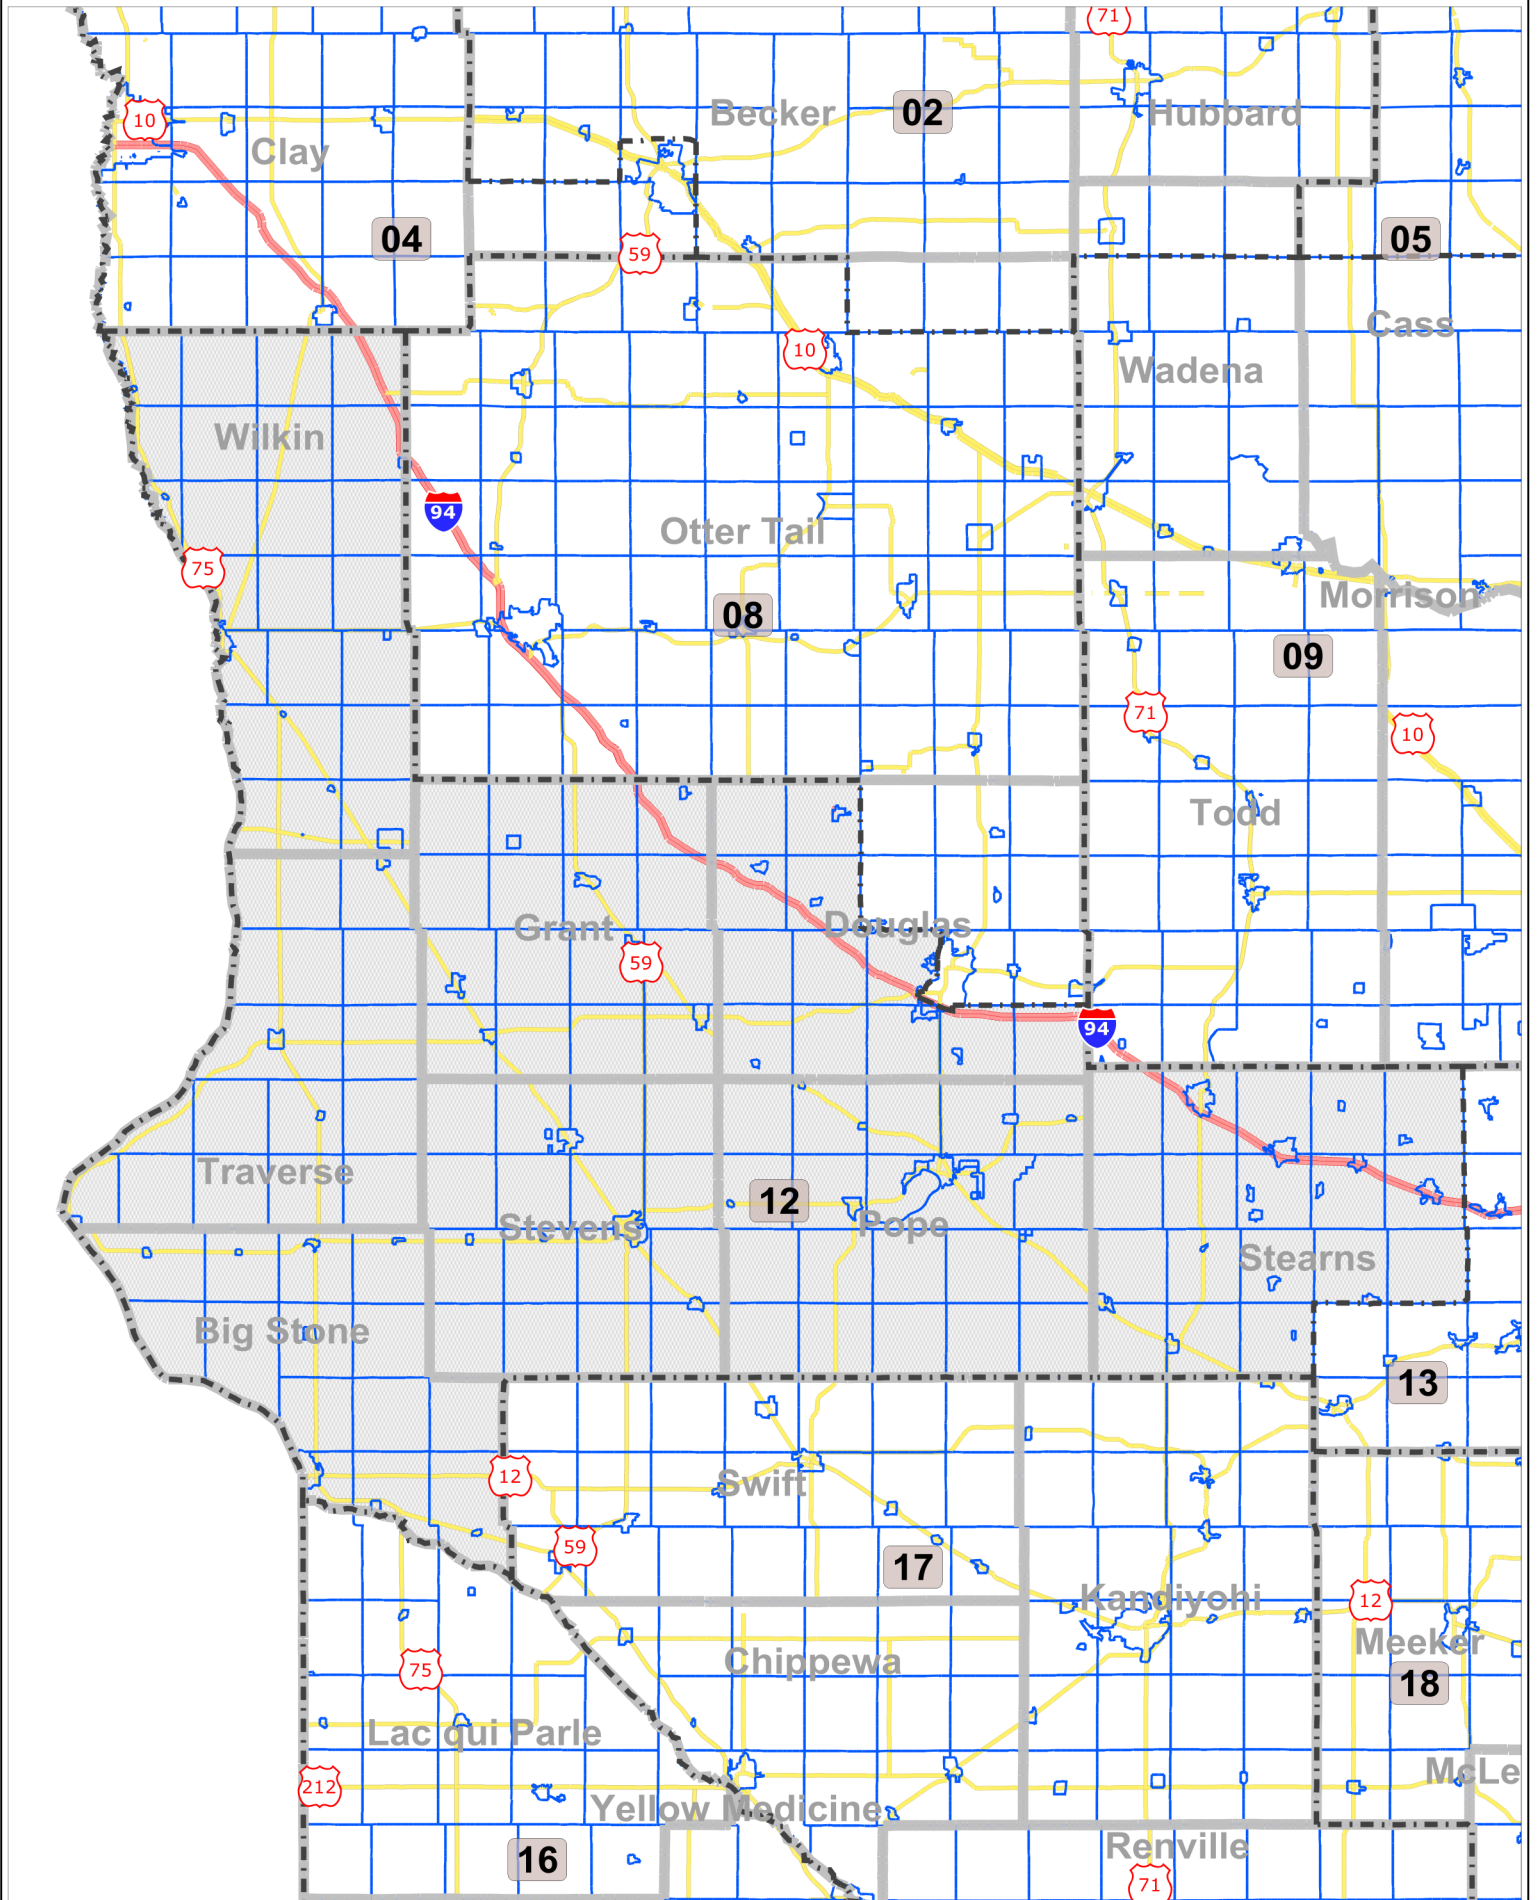 71
Becker
02
Hubbard
10
Clay
04
59
05
Cass
10
Wadena
Wilkin
94
Otter Tail
75
Morrison
08
09
71
10
Todd
Grant
Douglas
59
94
Traverse
12
Stevens
Pope
Stearns
Big Stone
13
12
Swift
59
17
Kandiyohi
12
Meeker
Chippewa
75
18
Lac qui Parle
McLe
212
Yellow Medicine
Renville
16
71